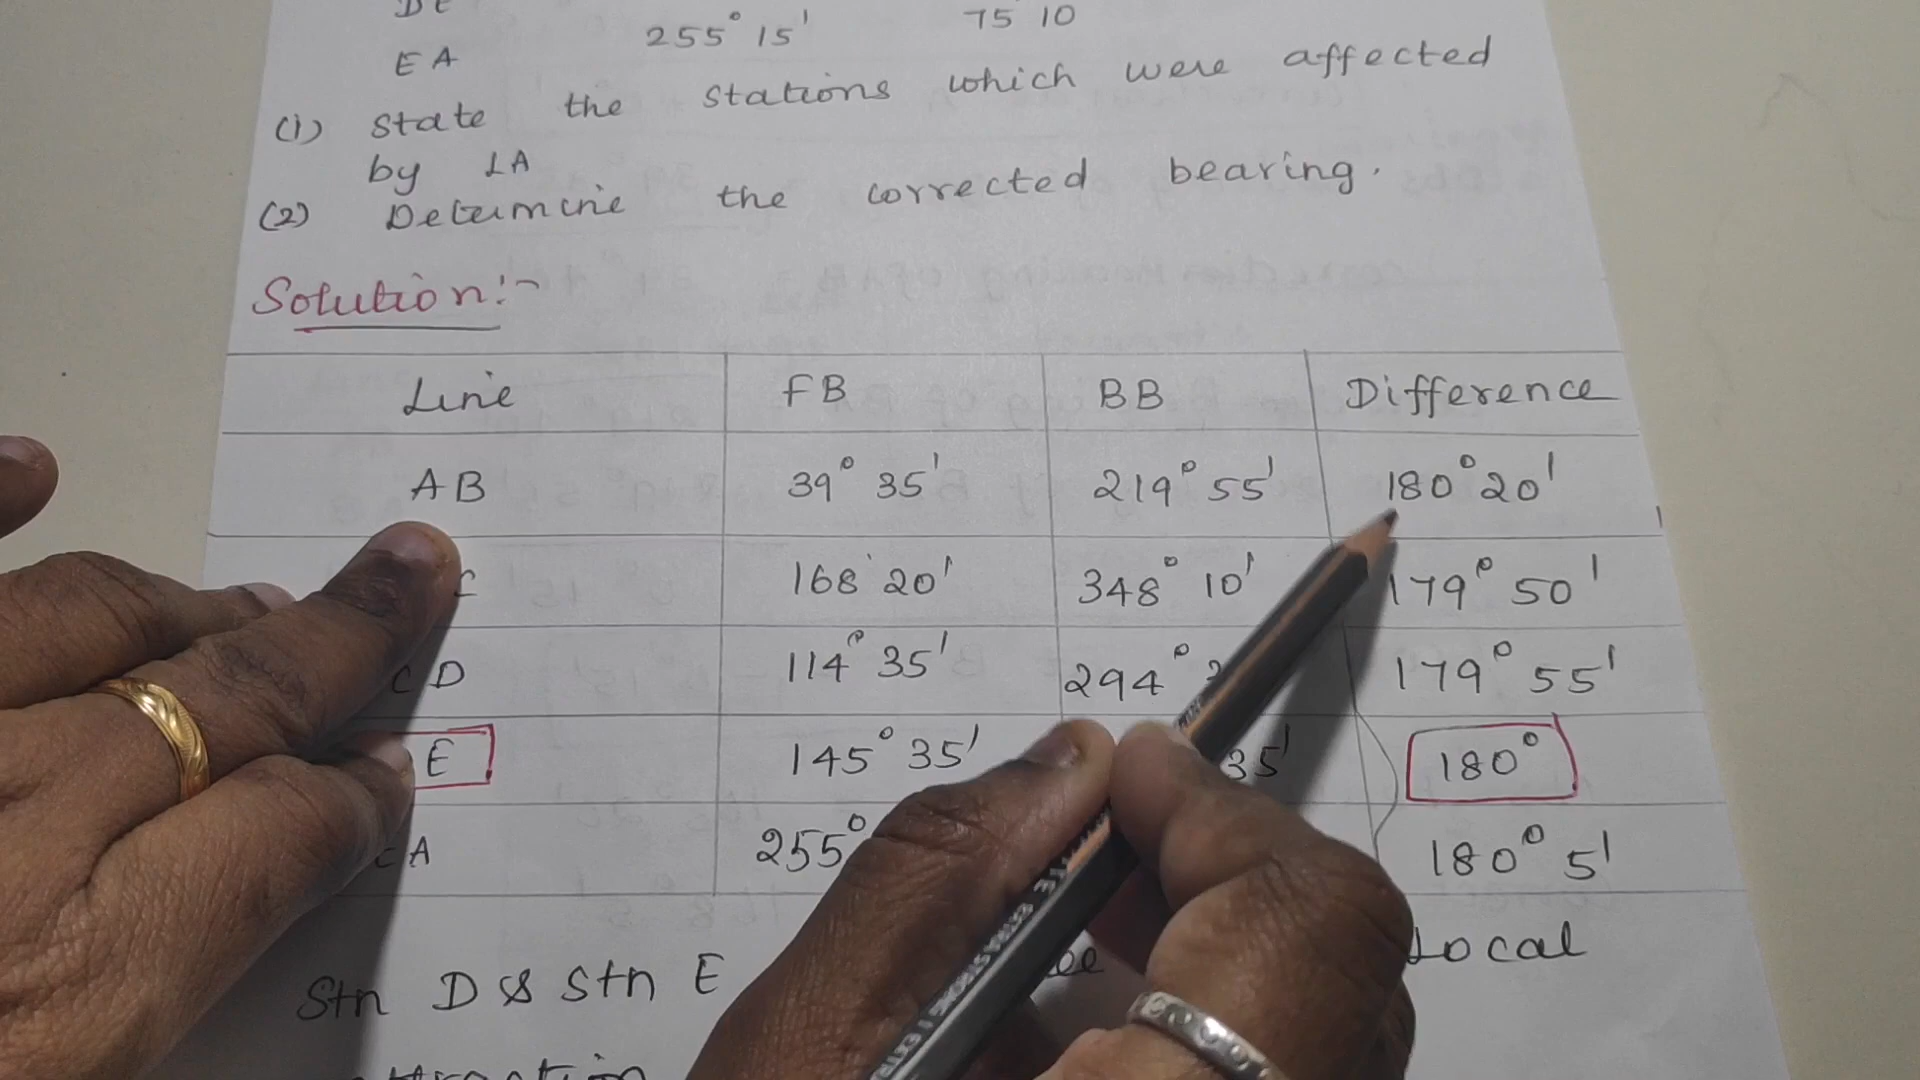 EA 255° 15' 75 10
(1) State the stations which were affected
by LA
(2) Determine the corrected bearing.
Solution:-
Line FB BB Difference
AB 39° 35' 219° 55' 180° 20'
C 168° 20' 348° 10' 179° 50'
CD 114° 35' 294° 179° 55'
E 145° 35' 35' 180°
EA 255° 180° 5'
Stn D & Stn E Local